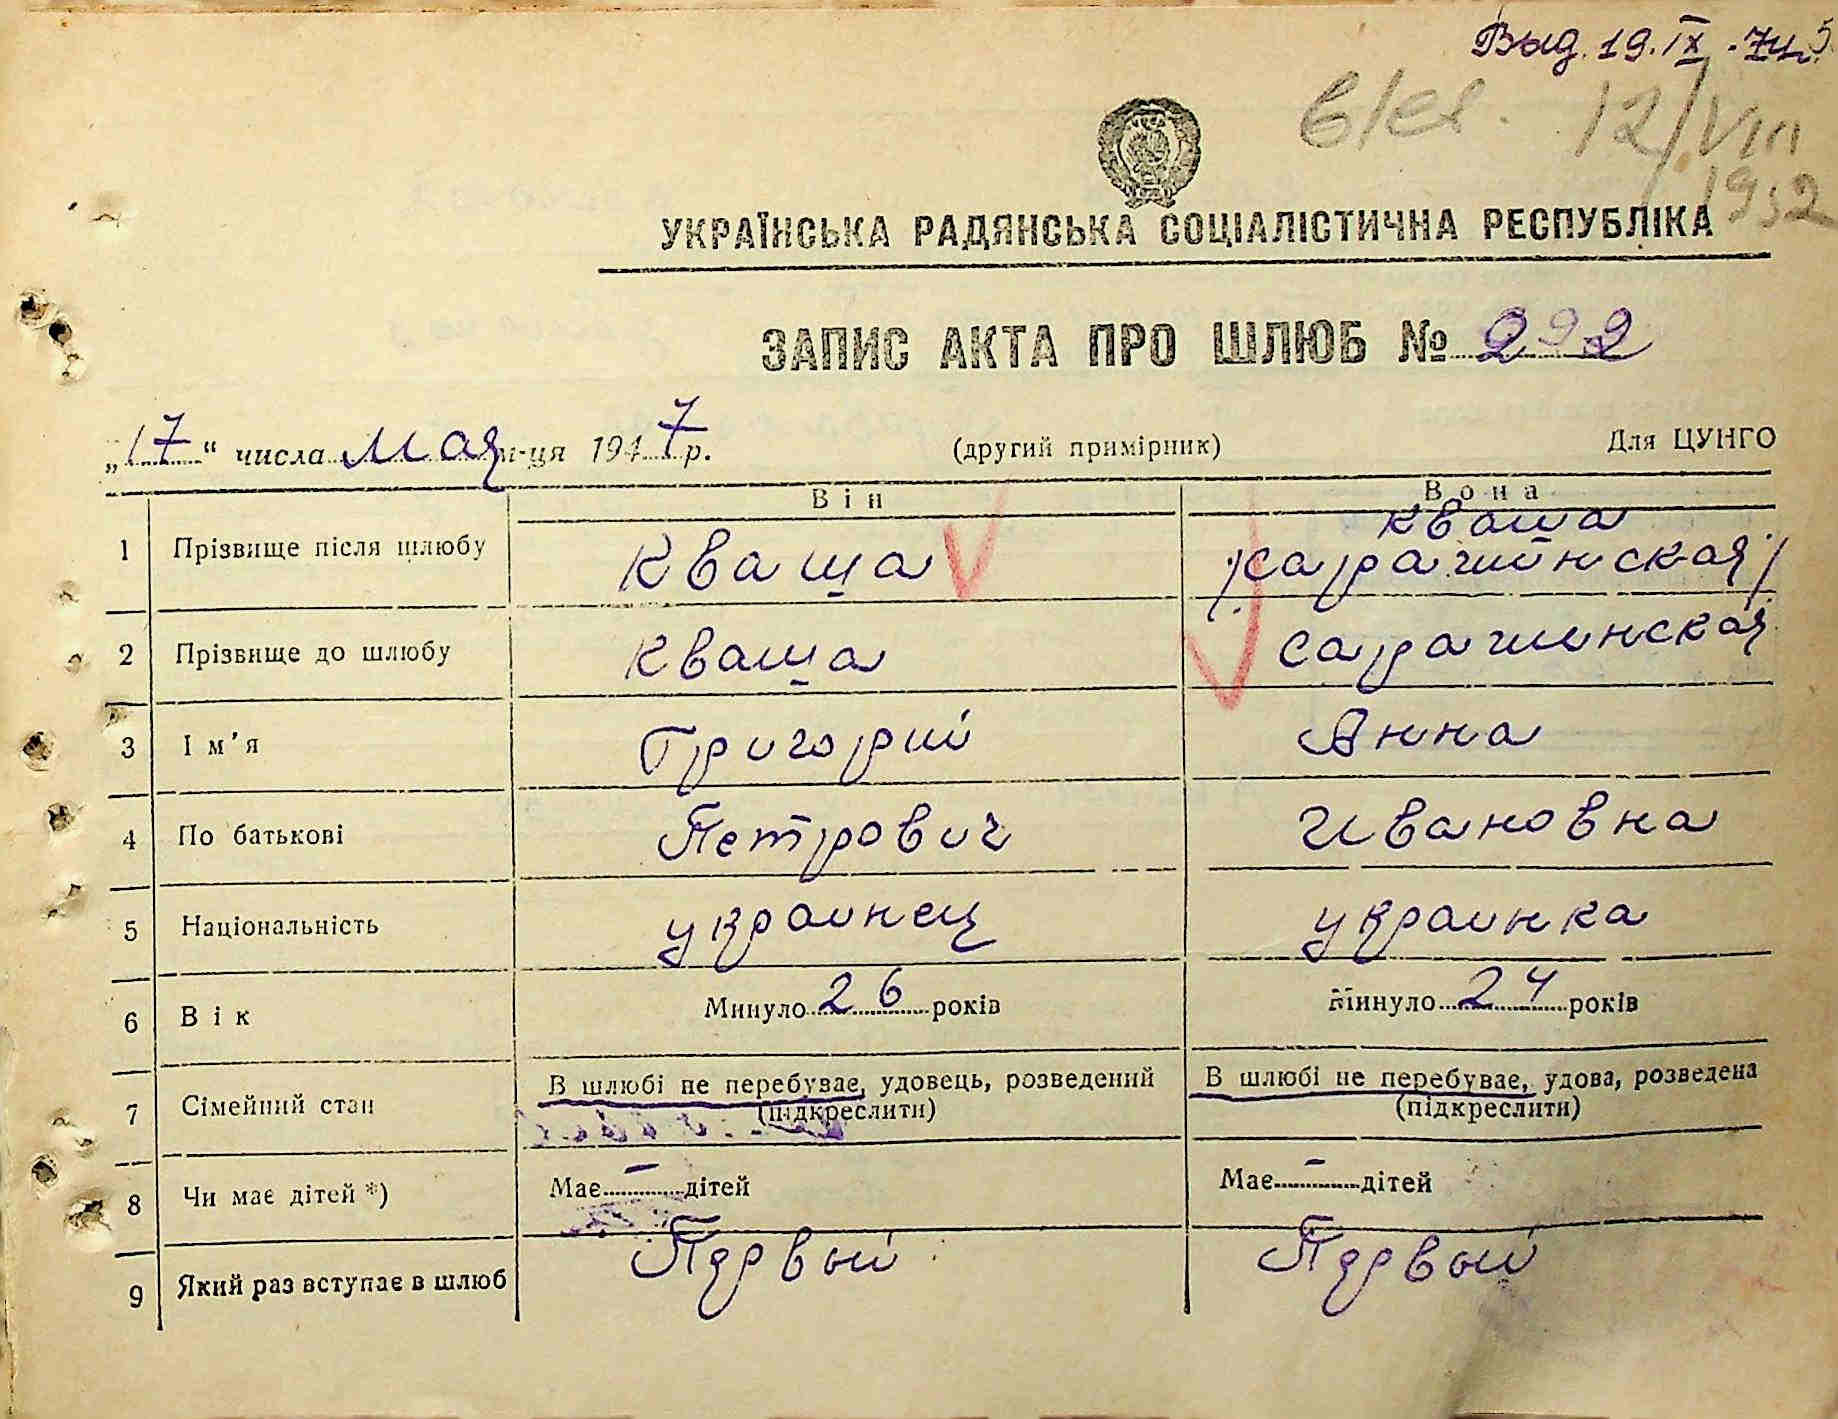 Выд. 19.IX.-74 5.
12/VIII
1952
УКРАЇНСЬКА РАДЯНСЬКА СОЦІАЛІСТИЧНА РЕСПУБЛІКА
ЗАПИС АКТА ПРО ШЛЮБ № 292
„17“ числа Мая м-ця 1947 р. (другий примірник) Для ЦУНГО
Він Вона
Кваша
1 Прізвище після шлюбу Кваша /Сарачинская/
2 Прізвище до шлюбу Кваша Сарачинская
3 Ім'я Григорий Анна
4 По батькові Петрович Ивановна
5 Національність украинец украинка
6 Вік Минуло 26 років Минуло 24 років
7 Сімейний стан В шлюбі не перебуває, удовець, розведений В шлюбі не перебуває, удова, розведена
(підкреслити) (підкреслити)
8 Чи має дітей *) Має - дітей Має - дітей
9 Який раз вступає в шлюб Первый Первый